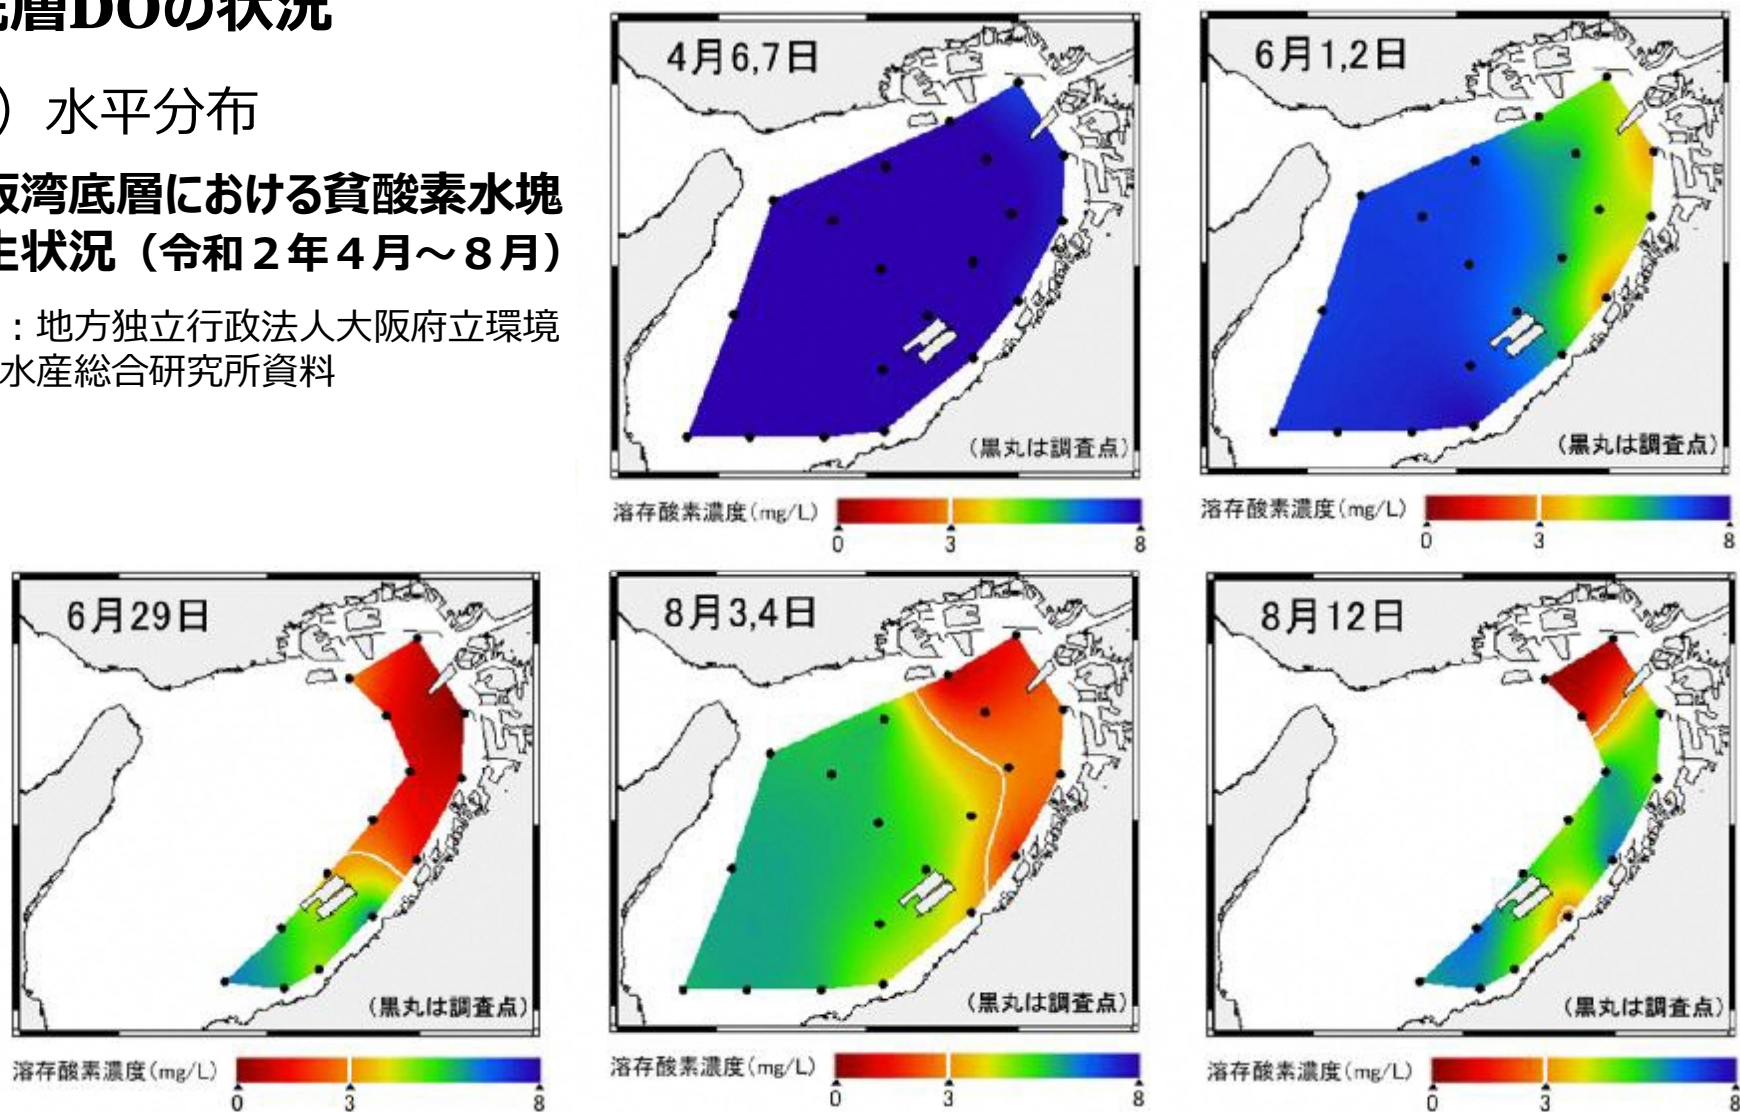 底層DOの状況
）水平分布
阪湾底層における貧酸素水塊
生状況（令和２年４月～８月）
：地方独立行政法人大阪府立環境
水産総合研究所資料
4月6,7日
(黒丸は調査点)
溶存酸素濃度(mg/L)
0 3 8
6月1,2日
(黒丸は調査点)
溶存酸素濃度(mg/L)
0 3 8
6月29日
(黒丸は調査点)
溶存酸素濃度(mg/L)
0 3 8
8月3,4日
(黒丸は調査点)
溶存酸素濃度(mg/L)
0 3 8
8月12日
(黒丸は調査点)
溶存酸素濃度(mg/L)
0 3 8